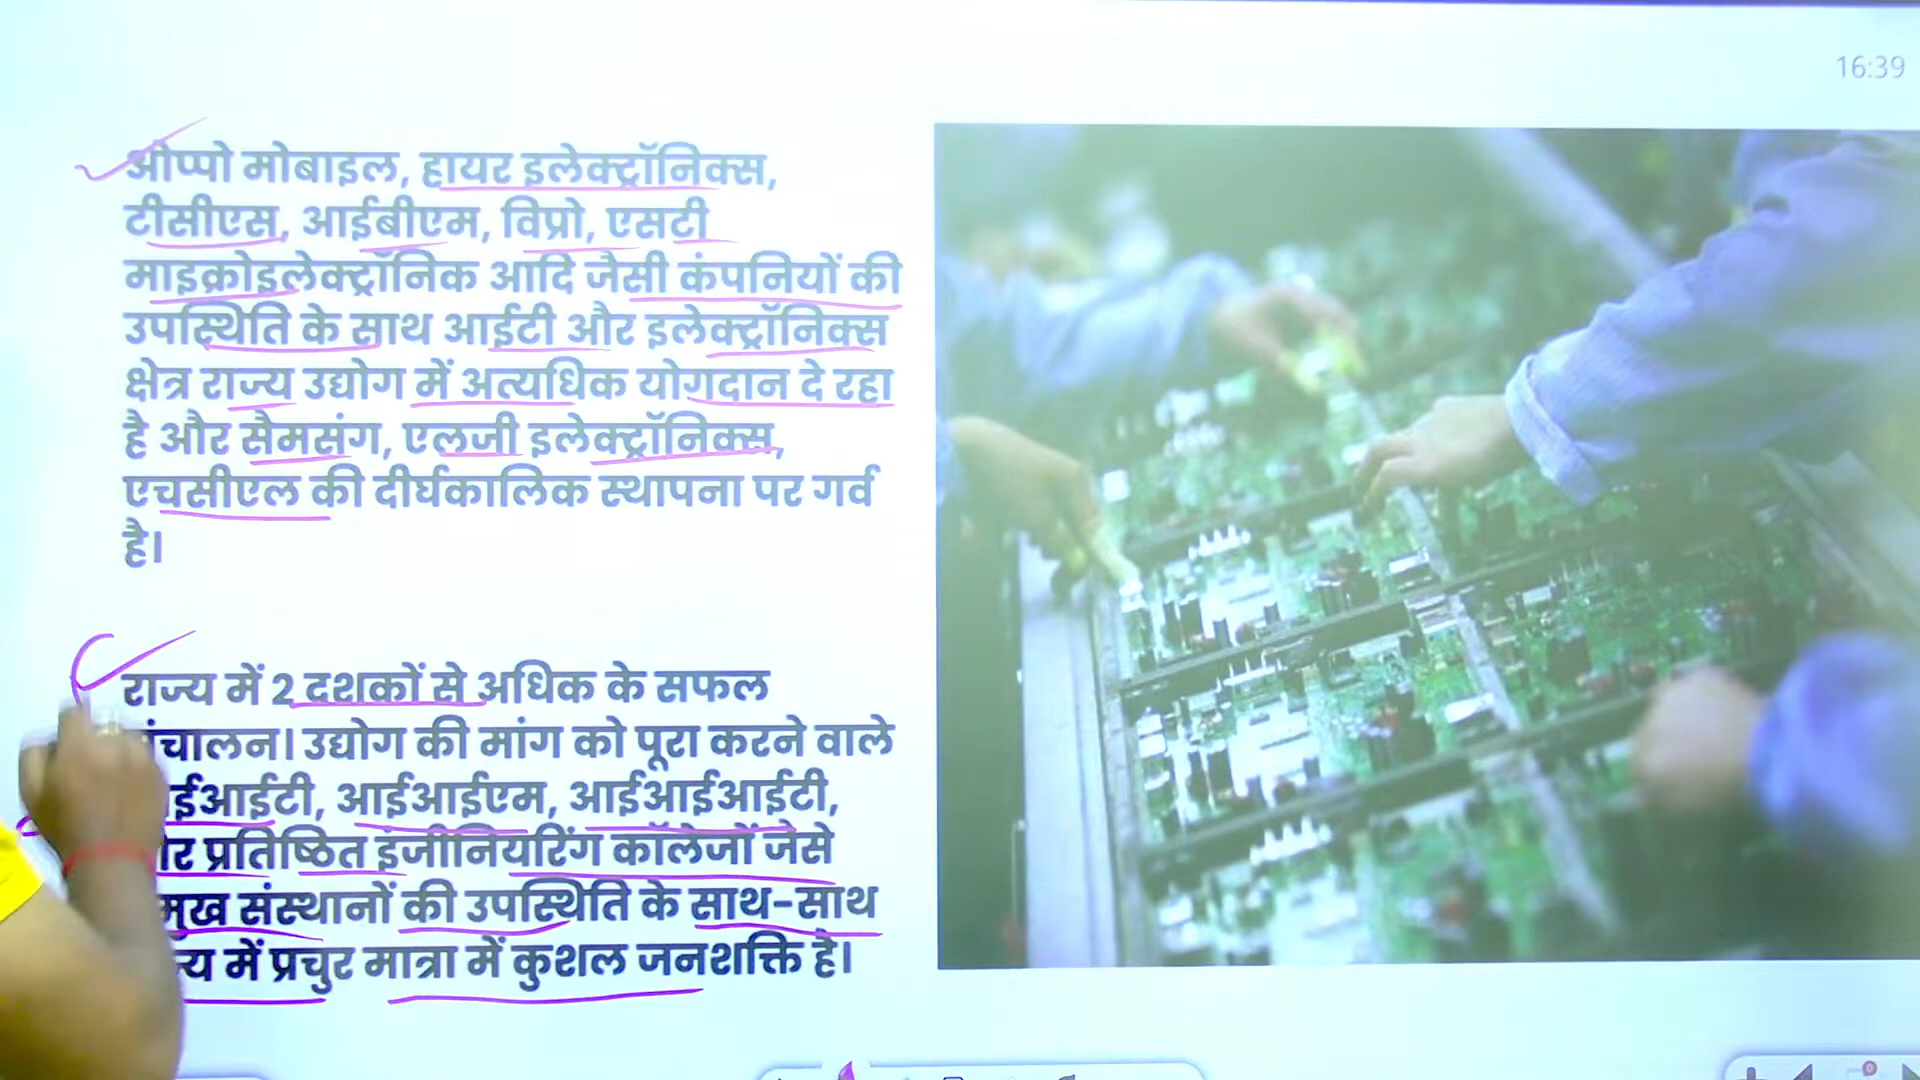 16:39
ओप्पो मोबाइल, हायर इलेक्ट्रॉनिक्स,
टीसीएस, आईबीएम, विप्रो, एसटी
माइक्रोइलेक्ट्रॉनिक आदि जैसी कंपनियों की
उपस्थिति के साथ आईटी और इलेक्ट्रॉनिक्स
क्षेत्र राज्य उद्योग में अत्यधिक योगदान दे रहा
है और सैमसंग, एलजी इलेक्ट्रॉनिक्स,
एचसीएल की दीर्घकालिक स्थापना पर गर्व
है।
राज्य में 2 दशकों से अधिक के सफल
उद्योग की मांग को पूरा करने वाले
आईआईएम, आईआईआईटी,
प्रतिष्ठित इंजीनियरिंग कॉलेजों जैसे
संस्थानों की उपस्थिति के साथ-साथ
में प्रचुर मात्रा में कुशल जनशक्ति है।